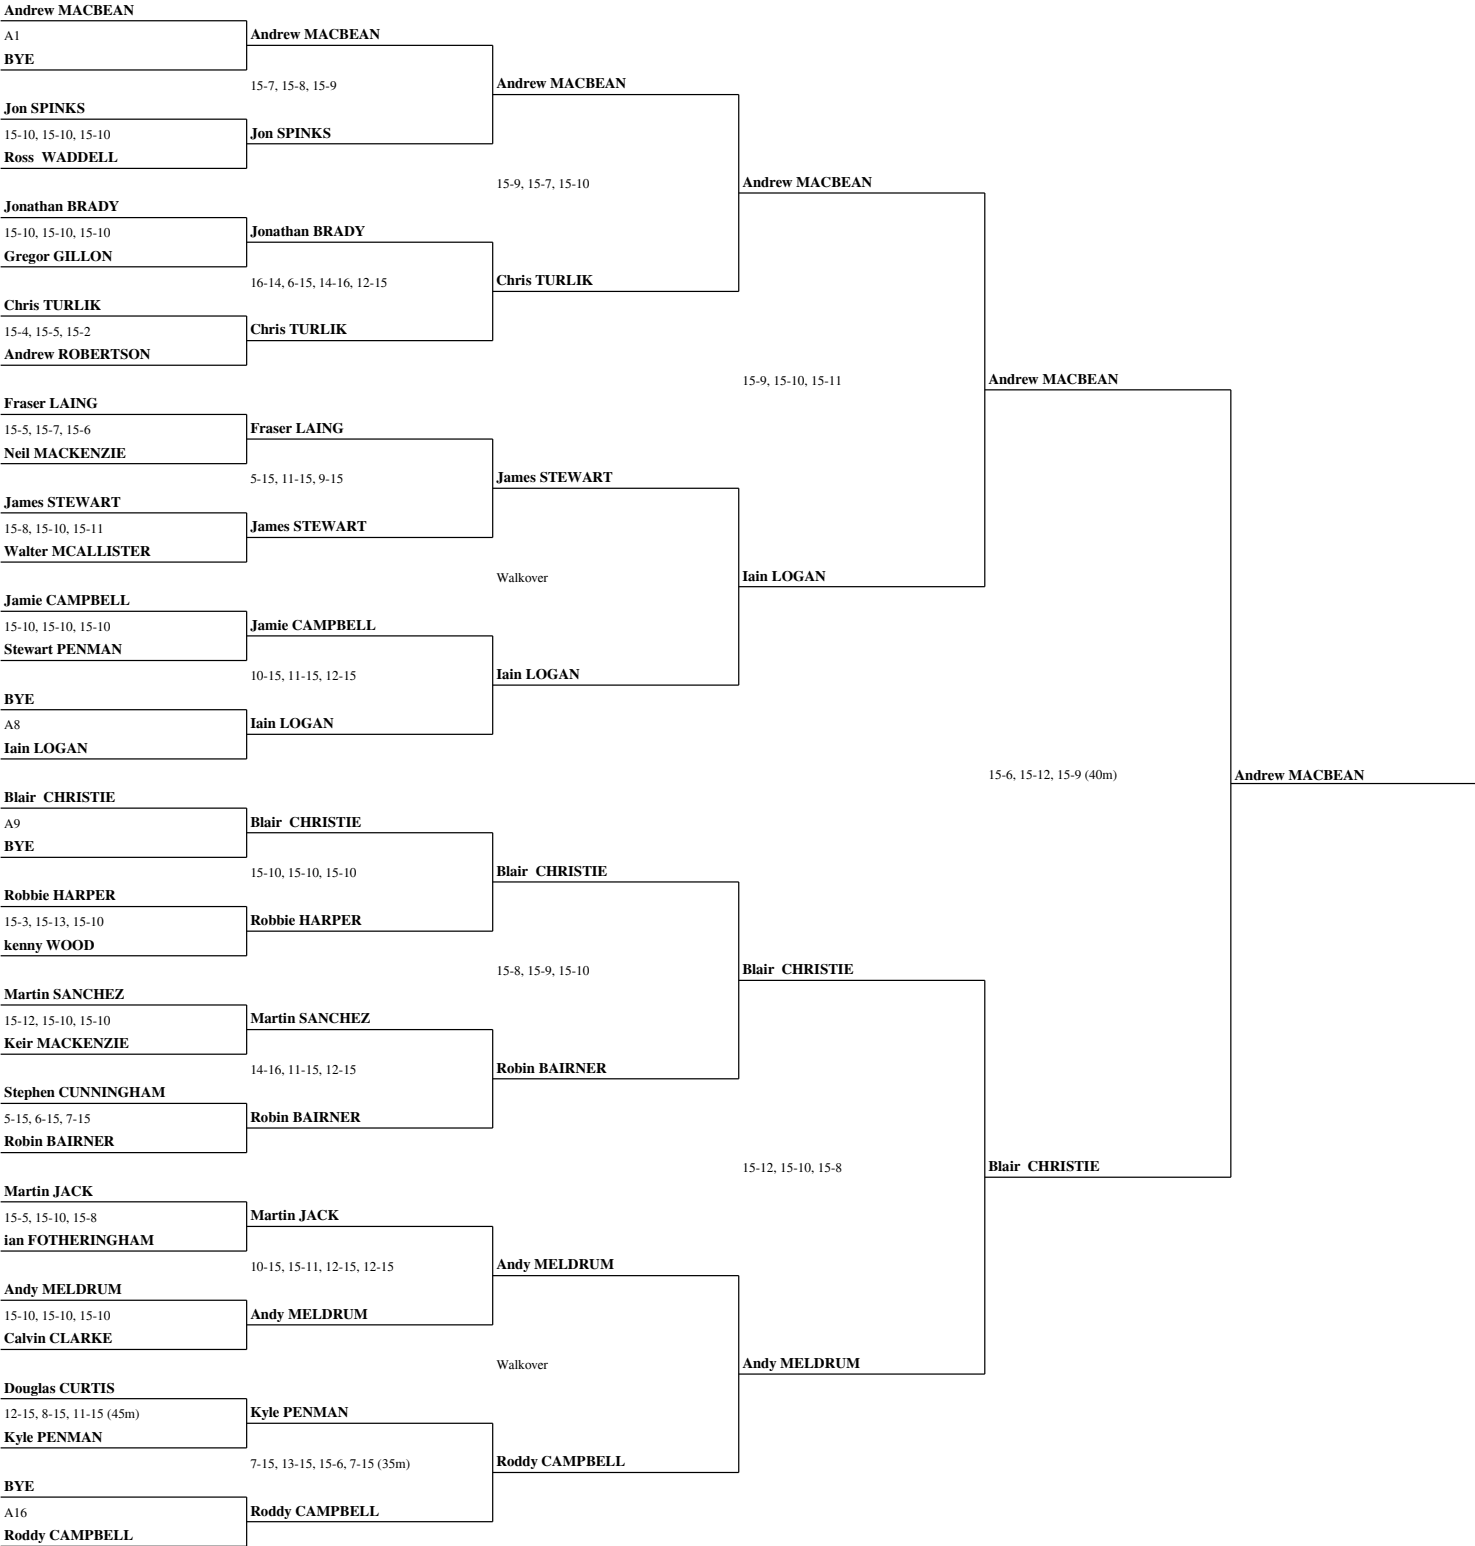 Andrew MACBEAN
A1
BYE
Jon SPINKS
15-10, 15-10, 15-10
Ross  WADDELL
Jonathan BRADY
15-10, 15-10, 15-10
Gregor GILLON
Chris TURLIK
15-4, 15-5, 15-2
Andrew ROBERTSON
Fraser LAING
15-5, 15-7, 15-6
Neil MACKENZIE
James STEWART
15-8, 15-10, 15-11
Walter MCALLISTER
Jamie CAMPBELL
15-10, 15-10, 15-10
Stewart PENMAN
BYE
A8
Iain LOGAN
Blair  CHRISTIE
A9
BYE
Robbie HARPER
15-3, 15-13, 15-10
kenny WOOD
Martin SANCHEZ
15-12, 15-10, 15-10
Keir MACKENZIE
Stephen CUNNINGHAM
5-15, 6-15, 7-15
Robin BAIRNER
Martin JACK
15-5, 15-10, 15-8
ian FOTHERINGHAM
Andy MELDRUM
15-10, 15-10, 15-10
Calvin CLARKE
Douglas CURTIS
12-15, 8-15, 11-15 (45m)
Kyle PENMAN
BYE
A16
Roddy CAMPBELL
Andrew MACBEAN
15-7, 15-8, 15-9
Jon SPINKS
Jonathan BRADY
16-14, 6-15, 14-16, 12-15
Chris TURLIK
Fraser LAING
5-15, 11-15, 9-15
James STEWART
Jamie CAMPBELL
10-15, 11-15, 12-15
Iain LOGAN
Blair  CHRISTIE
15-10, 15-10, 15-10
Robbie HARPER
Martin SANCHEZ
14-16, 11-15, 12-15
Robin BAIRNER
Martin JACK
10-15, 15-11, 12-15, 12-15
Andy MELDRUM
Kyle PENMAN
7-15, 13-15, 15-6, 7-15 (35m)
Roddy CAMPBELL
Andrew MACBEAN
15-9, 15-7, 15-10
Chris TURLIK
James STEWART
Walkover
Iain LOGAN
Blair  CHRISTIE
15-8, 15-9, 15-10
Robin BAIRNER
Andy MELDRUM
Walkover
Roddy CAMPBELL
Andrew MACBEAN
15-9, 15-10, 15-11
Iain LOGAN
Blair  CHRISTIE
15-12, 15-10, 15-8
Andy MELDRUM
Andrew MACBEAN
15-6, 15-12, 15-9 (40m)
Blair  CHRISTIE
Andrew MACBEAN